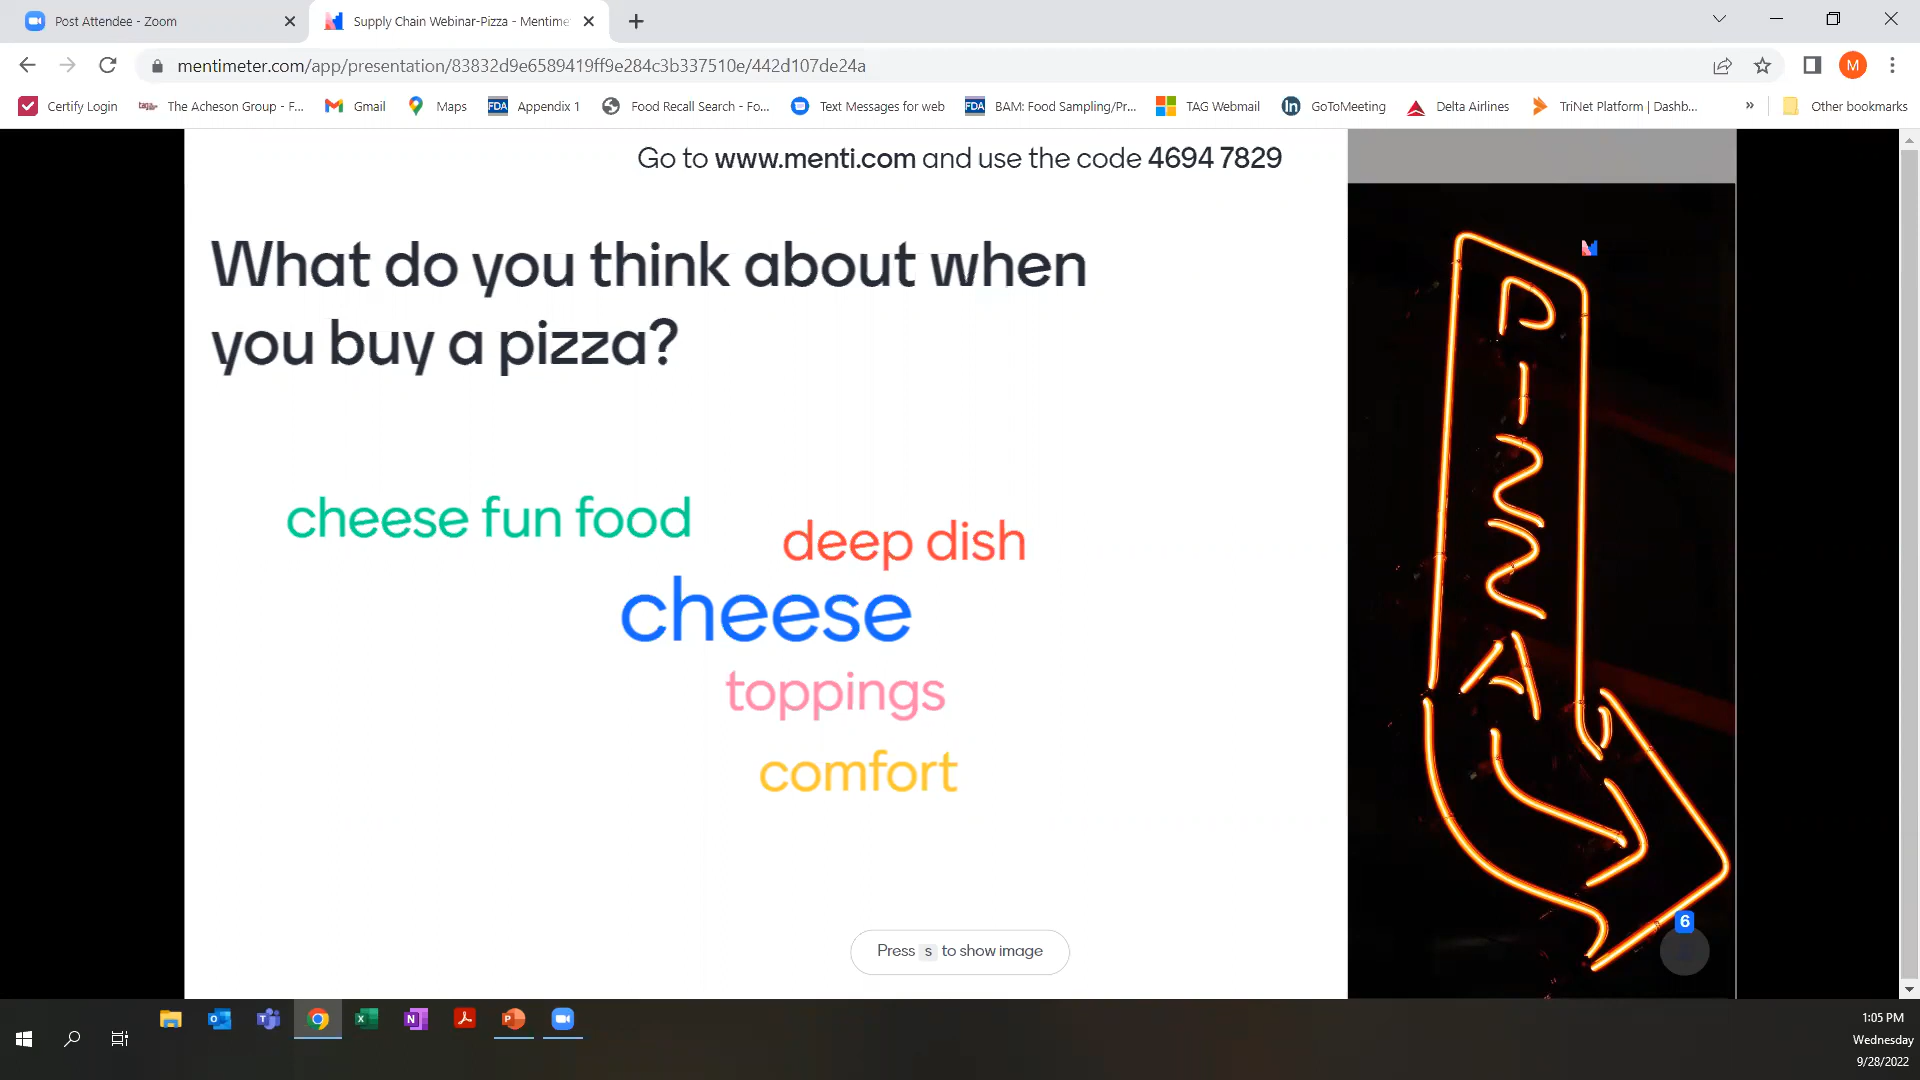 Post Attendee - Zoom
Supply Chain Webinar-Pizza - Mentime
mentimeter.com/app/presentation/83832d9e6589419ff9e284c3b337510e/442d107de24a
M
Certify Login
The Acheson Group - F...
Gmail
Maps
FDA
Appendix 1
Food Recall Search - Fo...
Text Messages for web
FDA
BAM: Food Sampling/Pr...
TAG Webmail
In
GoToMeeting
Delta Airlines
TriNet Platform | Dashb...
»
Other bookmarks
Go to www.menti.com and use the code 4694 7829
What do you think about when
you buy a pizza?
cheese fun food
deep dish
cheese
toppings
comfort
PIZZA
6
Press s to show image
1:05 PM
Wednesday
9/28/2022